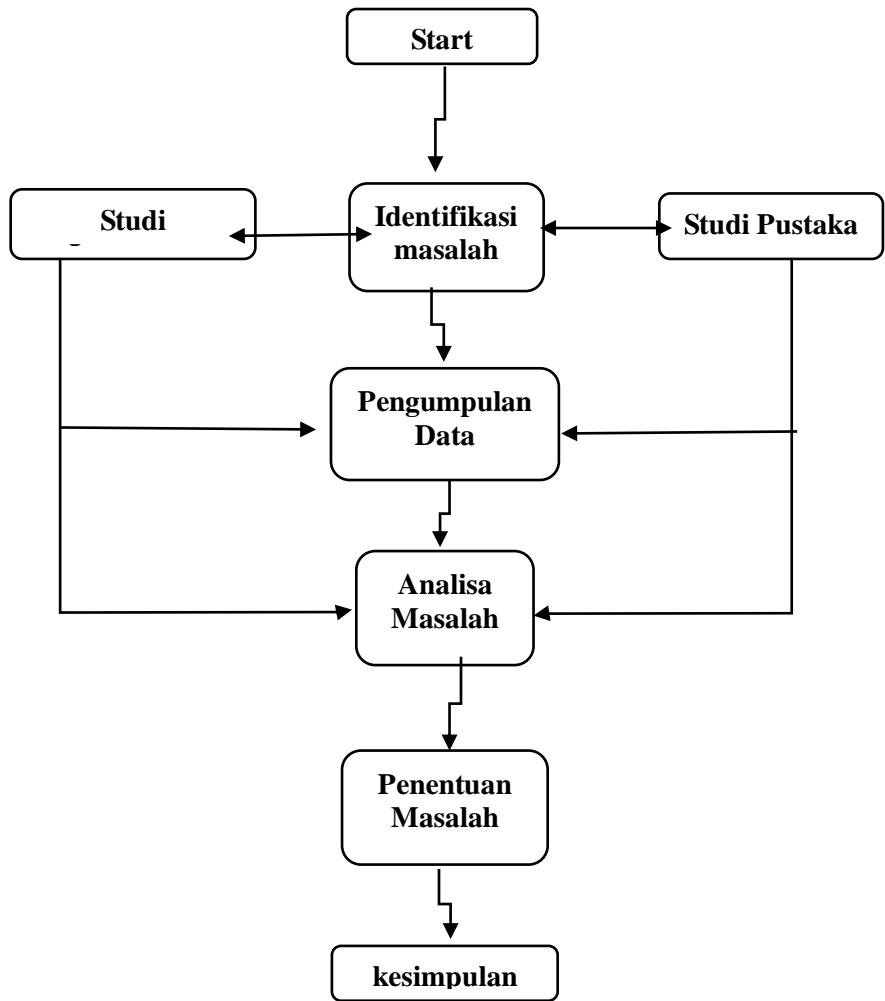 Start
Studi
Identifikasi
masalah
Studi Pustaka
Pengumpulan
Data
Analisa
Masalah
Penentuan
Masalah
kesimpulan